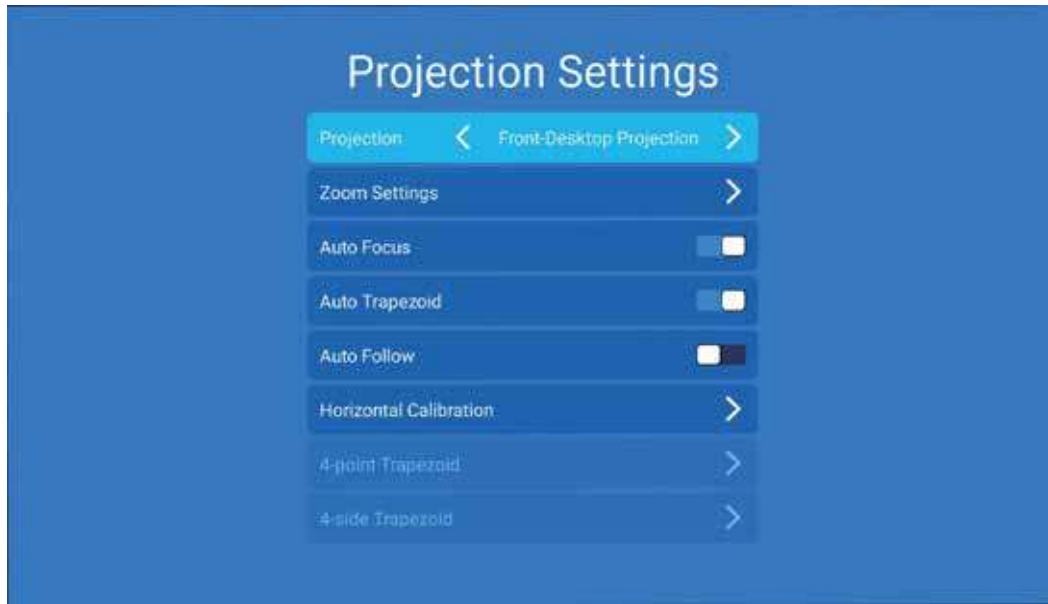 Projection Settings
Projection Front-Desktop Projection
Zoom Settings
Auto Focus
Auto Trapezoid
Auto Follow
Horizontal Calibration
4-point Trapezoid
4-side Trapezoid